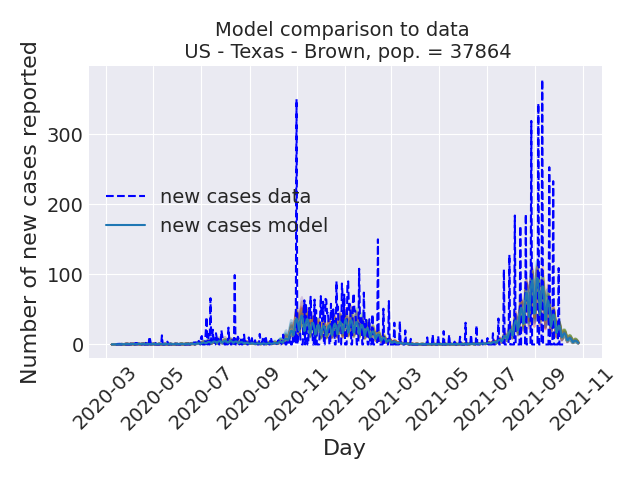 Model comparison to data
US - Texas - Brown, pop. = 37864
Number of new cases reported
300
200
100
0
new cases data
new cases model
2020-03
2020-05
2020-07
2020-09
2020-11
2021-01
2021-03
2021-05
2021-07
2021-09
2021-11
Day